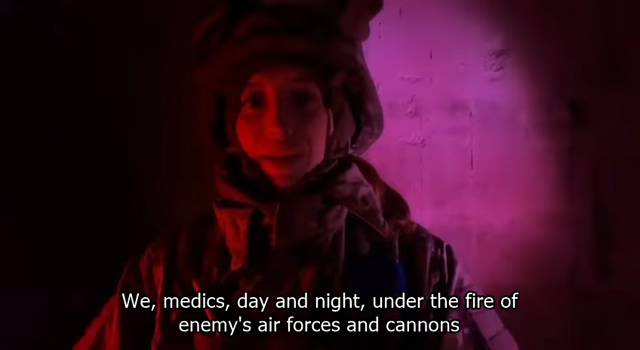 We, medics, day and night, under the fire of
enemy's air forces and cannons